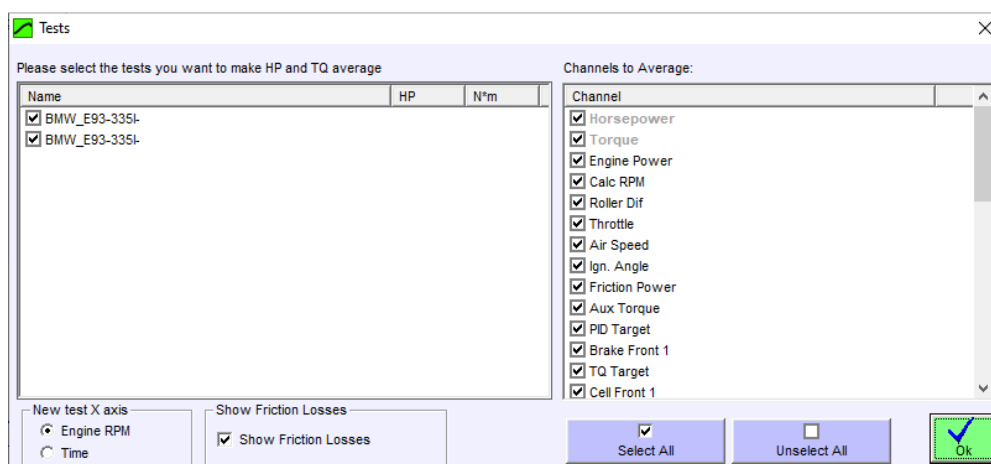 Tests
Please select the tests you want to make HP and TQ average
Name HP N*m
BMW_E93-335I-
BMW_E93-335I-
Channels to Average:
Channel
Horsepower
Torque
Engine Power
Calc RPM
Roller Dif
Throttle
Air Speed
Ign. Angle
Friction Power
Aux Torque
PID Target
Brake Front 1
TQ Target
Cell Front 1
New test X axis
Engine RPM
Time
Show Friction Losses
Show Friction Losses
Select All
Unselect All
Ok